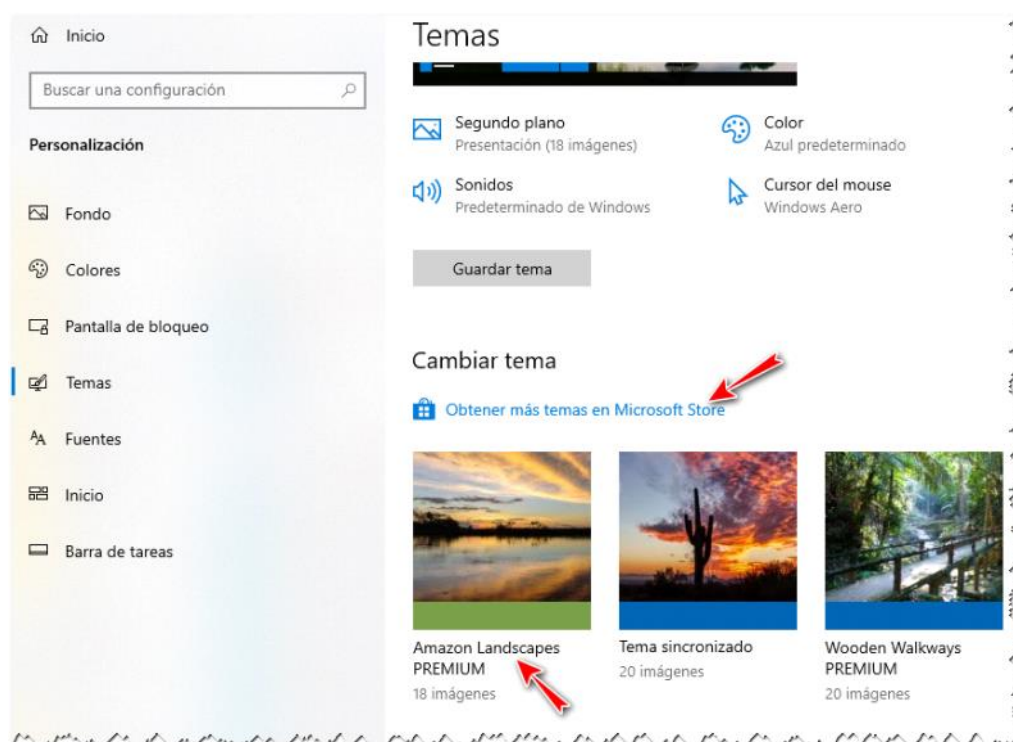 Inicio
Buscar una configuración
Personalización
Fondo
Colores
Pantalla de bloqueo
Temas
Fuentes
Inicio
Barra de tareas
Temas
Segundo plano
Presentación (18 imágenes)
Color
Azul predeterminado
Sonidos
Predeterminado de Windows
Cursor del mouse
Windows Aero
Guardar tema
Cambiar tema
Obtener más temas en Microsoft Store
Amazon Landscapes
PREMIUM
18 imágenes
Tema sincronizado
20 imágenes
Wooden Walkways
PREMIUM
20 imágenes